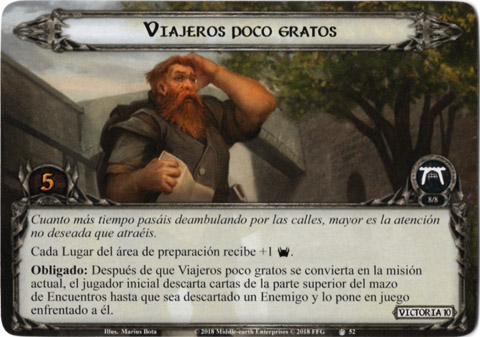 Viajeros poco gratos
5
8/8
Cuanto más tiempo pasáis deambulando por las calles, mayor es la atención
no deseada que atraéis.
Cada Lugar del área de preparación recibe +1 .
Obligado: Después de que Viajeros poco gratos se convierta en la misión
actual, el jugador inicial descarta cartas de la parte superior del mazo
de Encuentros hasta que sea descartado un Enemigo y lo pone en juego
enfrentado a él.
Victoria 10
Illus. Marius Bota © 2018 Middle-earth Enterprises © 2018 FFG 52